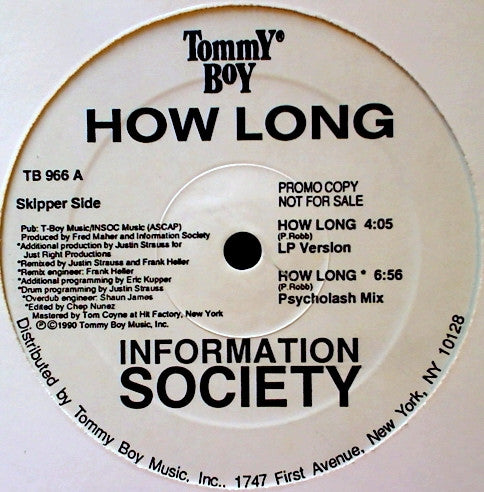 Tommy®
Boy
HOW LONG
TB 966 A
Skipper Side
Pub: T-Boy Music/INSOC Music (ASCAP)
Produced by Fred Maher and Information Society
*Additional production by Justin Strauss for
Just Right Productions
*Remixed by Justin Strauss and Frank Heller
*Remix engineer: Frank Heller
*Additional programming by Eric Kupper
*Drum programming by Justin Strauss
*Overdub engineer: Shaun James
*Edited by Chep Nunez
Mastered by Tom Coyne at Hit Factory, New York
℗©1990 Tommy Boy Music, Inc.
PROMO COPY
NOT FOR SALE
HOW LONG 4:05
(P.Robb)
LP Version
HOW LONG * 6:56
(P.Robb)
Psycholash Mix
INFORMATION
SOCIETY
Distributed by Tommy Boy Music, Inc., 1747 First Avenue, New York, NY 10128